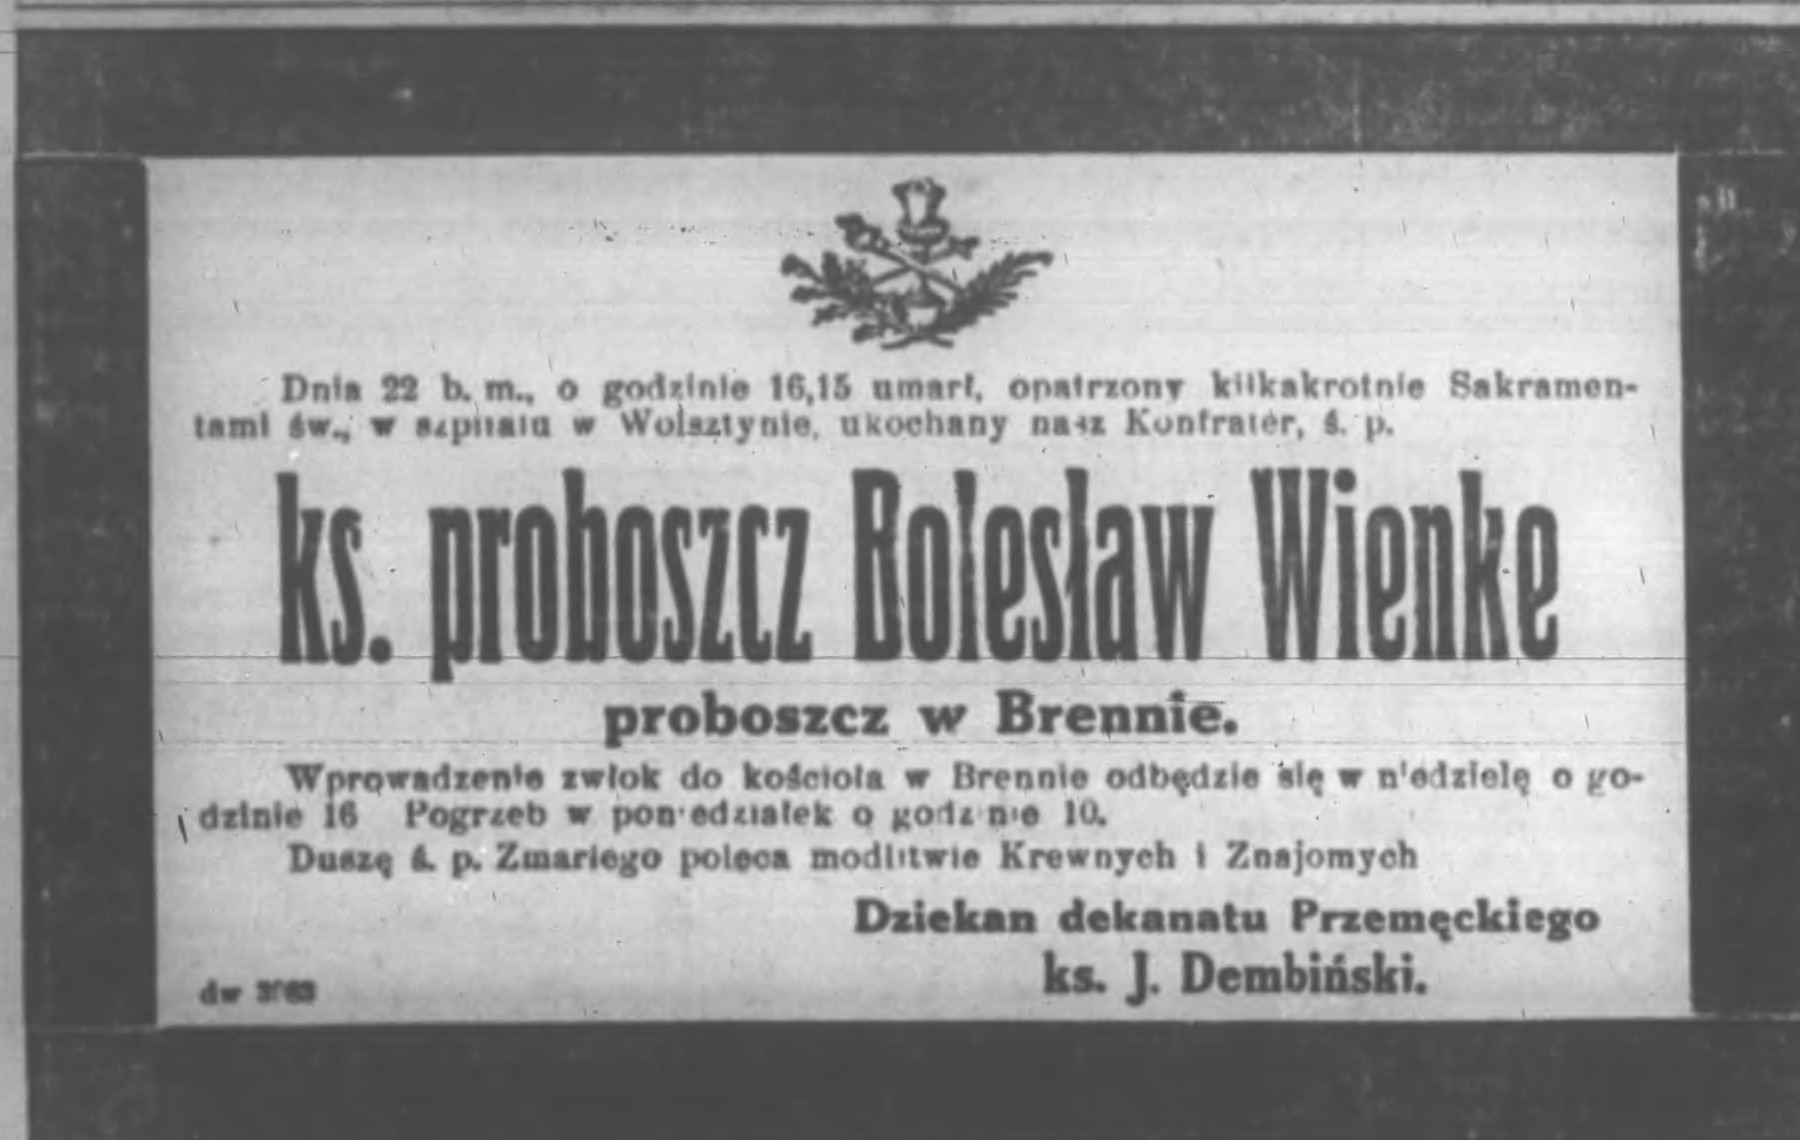 Dnia 22 b. m., o godzinie 16,15 umarł, opatrzony kilkakrotnie Sakramen-
tami św., w szpitalu w Wolsztynie, ukochany nasz Konfrater, ś. p.
ks. proboszcz Bolesław Wienke
proboszcz w Brennie.
Wprowadzenie zwłok do kościoła w Brennie odbędzie się w niedzielę o go-
dzinie 16 Pogrzeb w poniedziałek o godzinie 10.
Duszę ś. p. Zmarłego poleca modlitwie Krewnych i Znajomych
Dziekan dekanatu Przemęckiego
ks. J. Dembiński.
dw